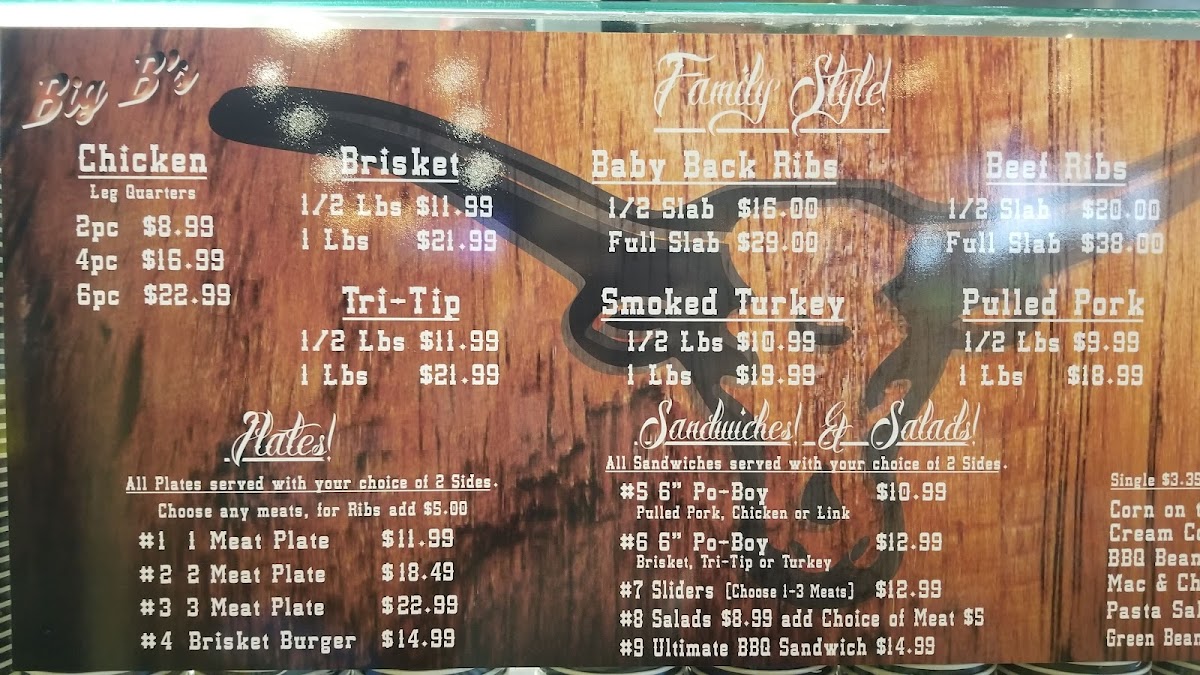 Big B's
Family Style!
Chicken
Leg Quarters
2pc $8.99
4pc $16.99
6pc $22.99
Brisket
1/2 Lbs $11.99
1 Lbs $21.99
Tri-Tip
1/2 Lbs $11.99
1 Lbs $21.99
Baby Back Ribs
1/2 Slab $16.00
Full Slab $29.00
Smoked Turkey
1/2 Lbs $10.99
1 Lbs $19.99
Beef Ribs
1/2 Slab $20.00
Full Slab $38.00
Pulled Pork
1/2 Lbs $9.99
1 Lbs $18.99
Plates!
All Plates served with your choice of 2 Sides.
Choose any meats, for Ribs add $5.00
#1 1 Meat Plate $11.99
#2 2 Meat Plate $18.49
#3 3 Meat Plate $22.99
#4 Brisket Burger $14.99
Sandwiches! & Salads!
All Sandwiches served with your choice of 2 Sides.
#5 6" Po-Boy $10.99
Pulled Pork, Chicken or Link
#6 6" Po-Boy $12.99
Brisket, Tri-Tip or Turkey
#7 Sliders [Choose 1-3 Meats] $12.99
#8 Salads $8.99 add Choice of Meat $5
#9 Ultimate BBQ Sandwich $14.99
Single $3.39
Corn on
Cream
BBQ Bean
Mac & Ch
Pasta Sal
Green Bean